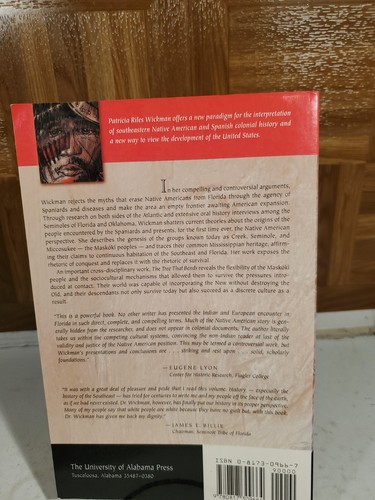 Patricia Riles Wickman offers a new paradigm for the interpretation
of southeastern Native American and Spanish colonial history and
a new way to view the development of the United States.
In her compelling and controversial arguments,
Wickman rejects the myths that erase Native Americans from Florida through the agency of
Spaniards and diseases and make the area an empty frontier awaiting American expansion.
Through research on both sides of the Atlantic and extensive oral history interviews among the
Seminoles of Florida and Oklahoma, Wickman shatters current theories about the origins of the
people encountered by the Spaniards and presents, for the first time ever, the Native American
perspective. She describes the genesis of the groups known today as Creek, Seminole, and
Miccosukee — the Maskókî peoples — and traces their common Mississippian heritage, affirm-
ing their claims to continuous habitation of the Southeast and Florida. Her work exposes the
rhetoric of conquest and replaces it with the rhetoric of survival.
An important cross-disciplinary work, The Tree That Bends reveals the flexibility of the Maskókî
people and the sociocultural mechanisms that allowed them to survive the pressures intro-
duced at contact. Their world was capable of incorporating the New without destroying the
Old, and their descendants not only survive today but also succeed as a discrete culture as a
result.
"This is a powerful book. No other writer has presented the Indian and European encounter in
Florida in such direct, complete, and compelling terms. Much of the Native American story is gen-
erally hidden from the researcher, and does not appear in colonial documents. The author literally
takes us within the competing cultural systems, convincing the non-Indian reader at last of the
validity and justice of the Native American position. This may be termed a controversial work, but
Wickman's presentations and conclusions are . . . striking and rest upon . . . solid, scholarly
foundations."
— EUGENE LYON
Center for Historic Research, Flagler College
"It was with a great deal of pleasure and pride that I read this volume. History — especially
the history of the Southeast — has tried for centuries to write me and my people off the face of the earth,
as if we had never existed. Dr. Wickman, however, has finally put our history in its proper perspective.
Many of my people say that white people are white because they have no guilt but, with this book
Dr. Wickman has given me back my dignity."
— JAMES E. BILLIE
Chairman, Seminole Tribe of Florida
The University of Alabama Press
Tuscaloosa, Alabama 35487-0380
ISBN 0-8173-0966-7
90000